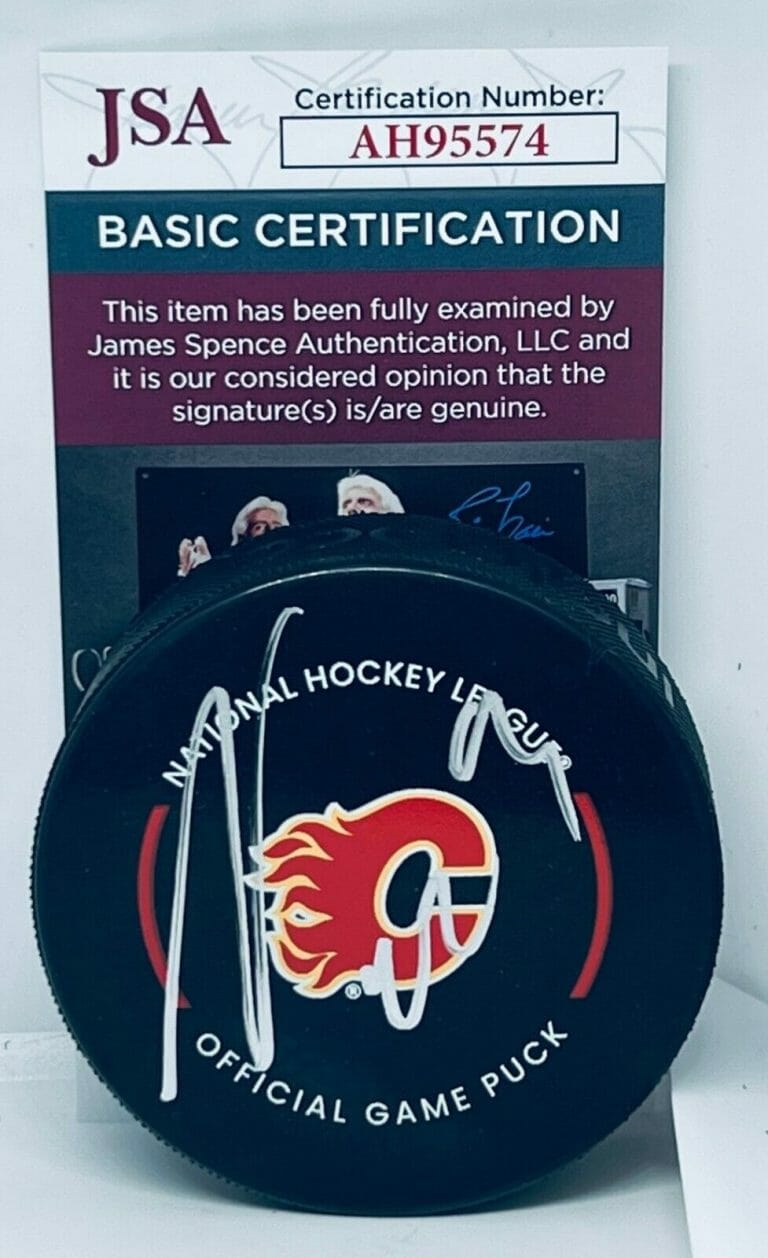 JSA
Certification Number:
AH95574
BASIC CERTIFICATION
This item has been fully examined by
James Spence Authentication, LLC and
it is our considered opinion that the
signature(s) is/are genuine.
NATIONAL HOCKEY LEAGUE®
®
OFFICIAL GAME PUCK